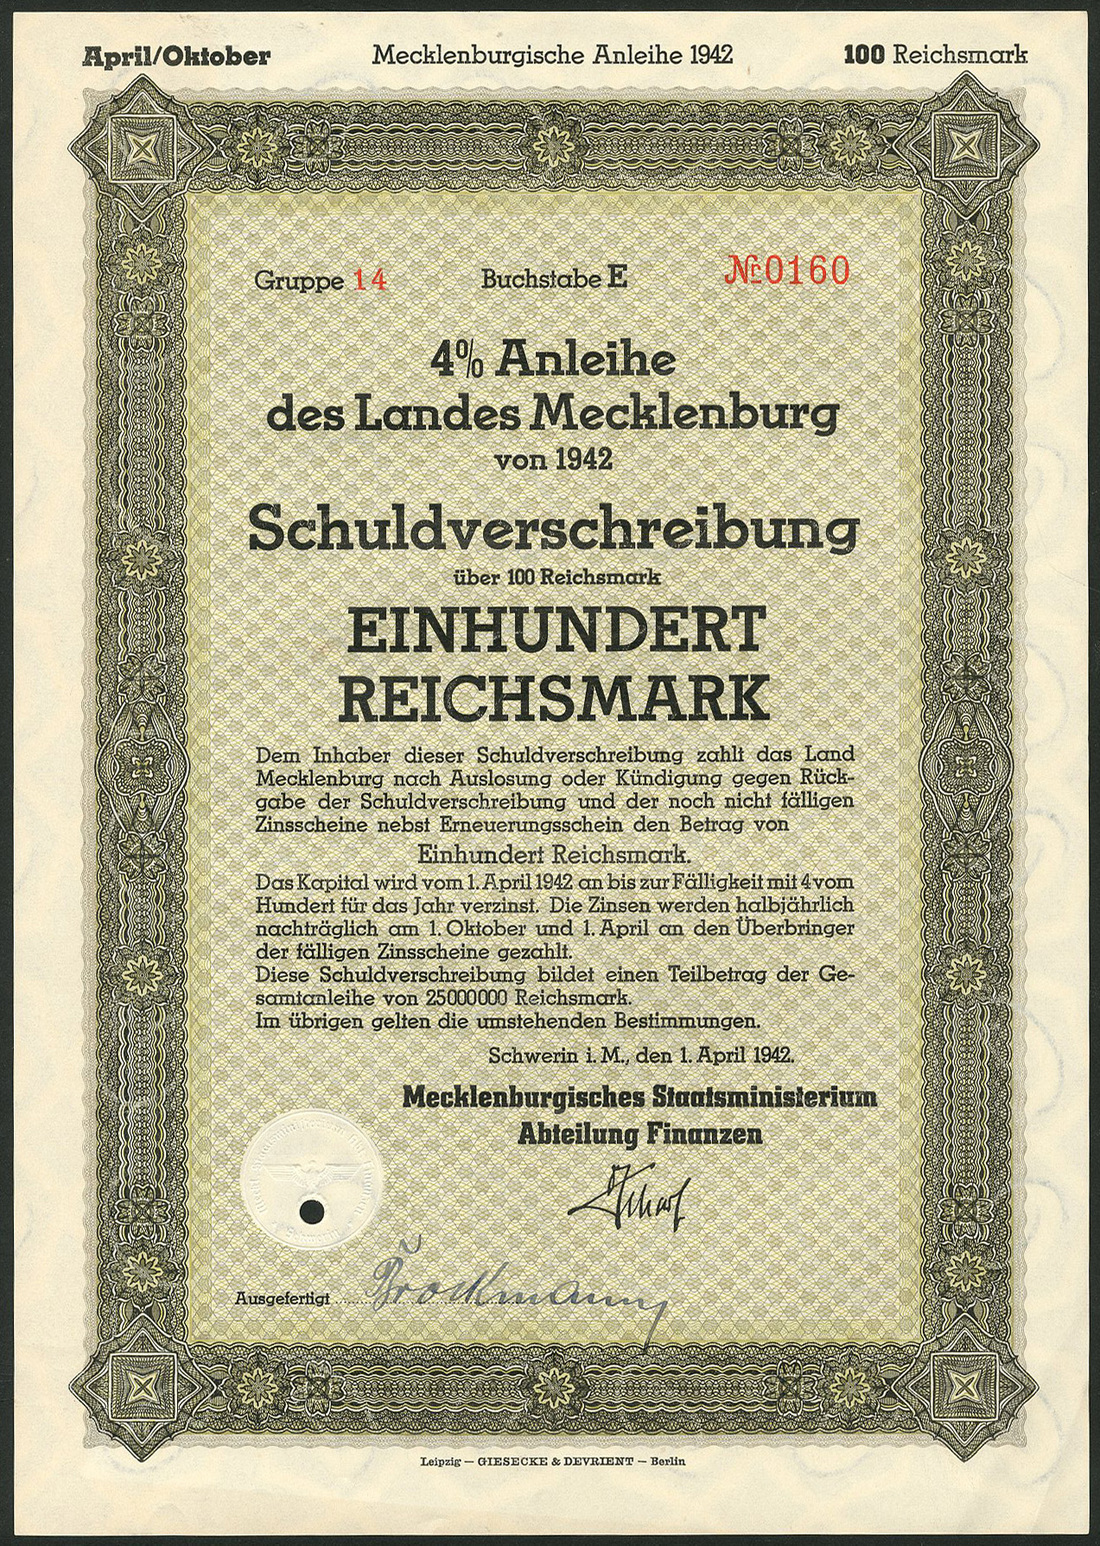 April/Oktober Mecklenburgische Anleihe 1942 100 Reichsmark
Gruppe 14 Buchstabe E Nr 0160
4% Anleihe
des Landes Mecklenburg
von 1942
Schuldverschreibung
über 100 Reichsmark
EINHUNDERT
REICHSMARK
Dem Inhaber dieser Schuldverschreibung zahlt das Land
Mecklenburg nach Auslosung oder Kündigung gegen Rück-
gabe der Schuldverschreibung und der noch nicht fälligen
Zinsscheine nebst Erneuerungsschein den Betrag von
Einhundert Reichsmark.
Das Kapital wird vom 1. April 1942 an bis zur Fälligkeit mit 4 vom
Hundert für das Jahr verzinst. Die Zinsen werden halbjährlich
nachträglich am 1. Oktober und 1. April an den Überbringer
der fälligen Zinsscheine gezahlt.
Diese Schuldverschreibung bildet einen Teilbetrag der Ge-
samtanleihe von 25000000 Reichsmark.
Im übrigen gelten die umstehenden Bestimmungen.
Schwerin i. M., den 1. April 1942.
Mecklenburgisches Staatsministerium
Abteilung Finanzen
Scharf
Ausgefertigt Brockmann
Leipzig — GIESECKE & DEVRIENT — Berlin